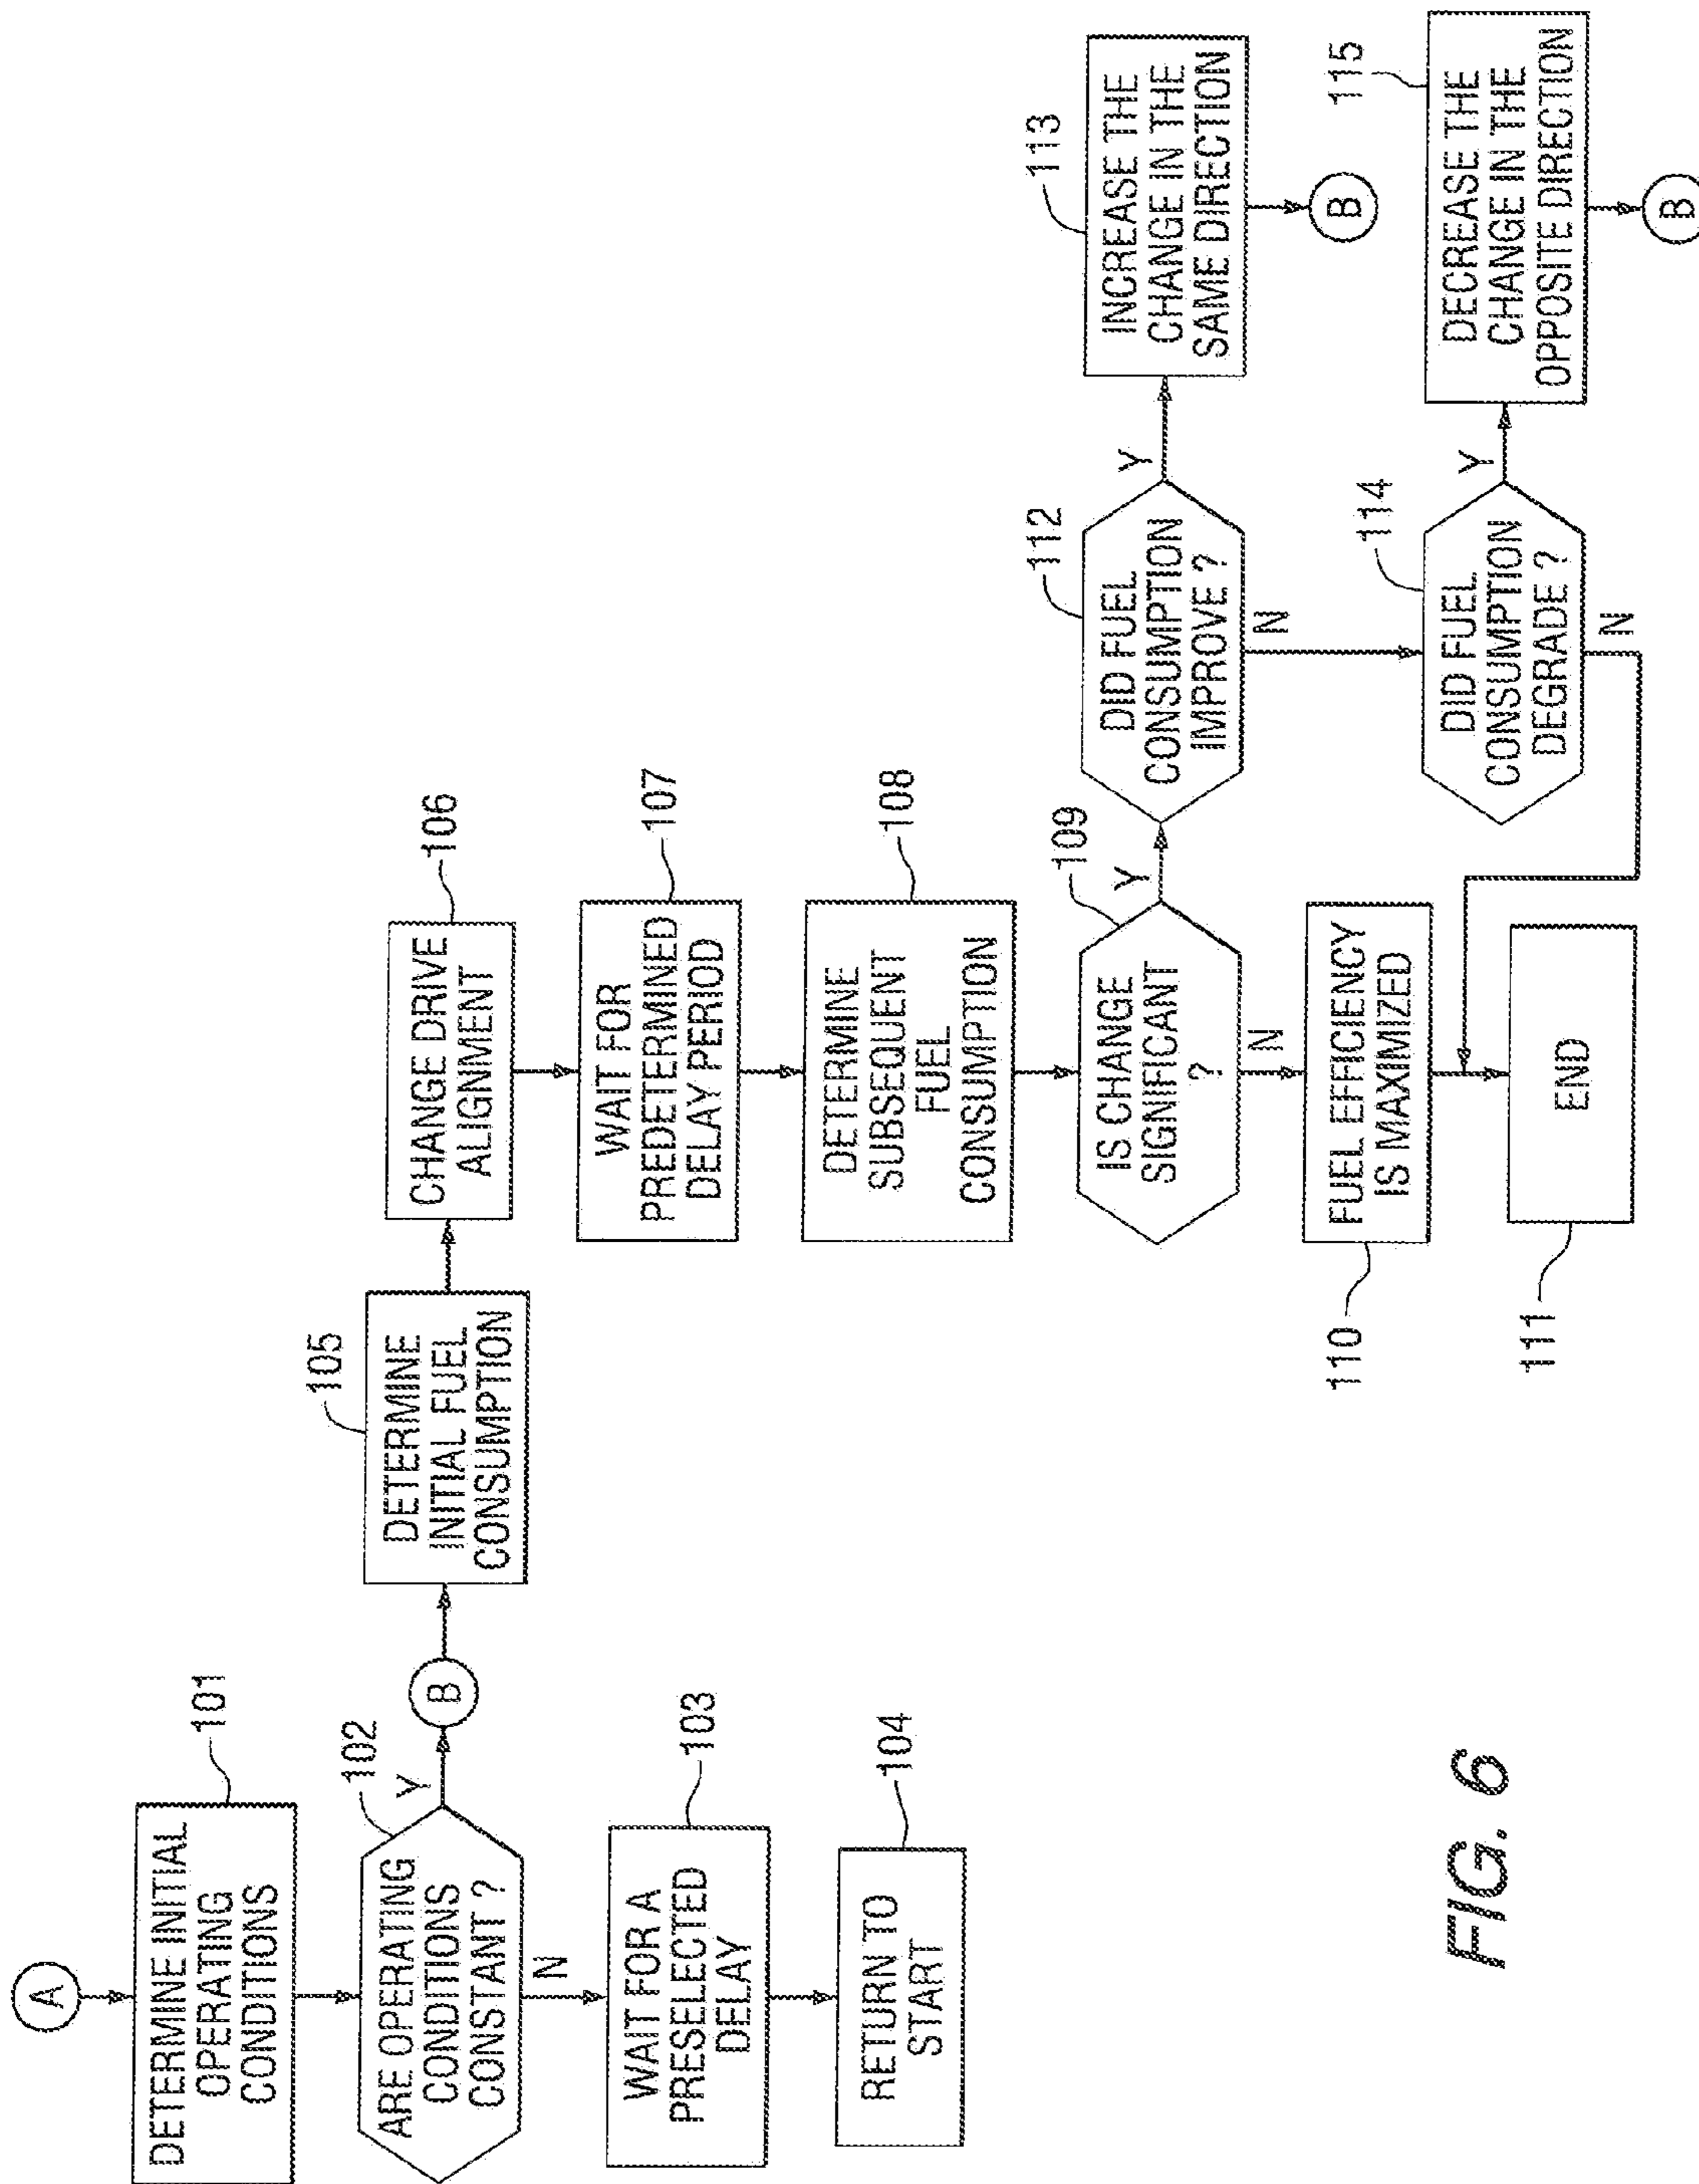 A
DETERMINE INITIAL
OPERATING
CONDITIONS
101
ARE OPERATING
CONDITIONS
CONSTANT ?
102
Y
N
B
WAIT FOR A
PRESELECTED
DELAY
103
RETURN TO
START
104
DETERMINE
INITIAL FUEL
CONSUMPTION
105
CHANGE DRIVE
ALIGNMENT
106
WAIT FOR
PREDETERMINED
DELAY PERIOD
107
DETERMINE
SUBSEQUENT
FUEL
CONSUMPTION
108
IS CHANGE
SIGNIFICANT
?
109
Y
N
FUEL EFFICIENCY
IS MAXIMIZED
110
END
111
DID FUEL
CONSUMPTION
IMPROVE ?
112
Y
N
INCREASE THE
CHANGE IN THE
SAME DIRECTION
113
B
DID FUEL
CONSUMPTION
DEGRADE ?
114
Y
N
DECREASE THE
CHANGE IN THE
OPPOSITE DIRECTION
115
B
FIG. 6